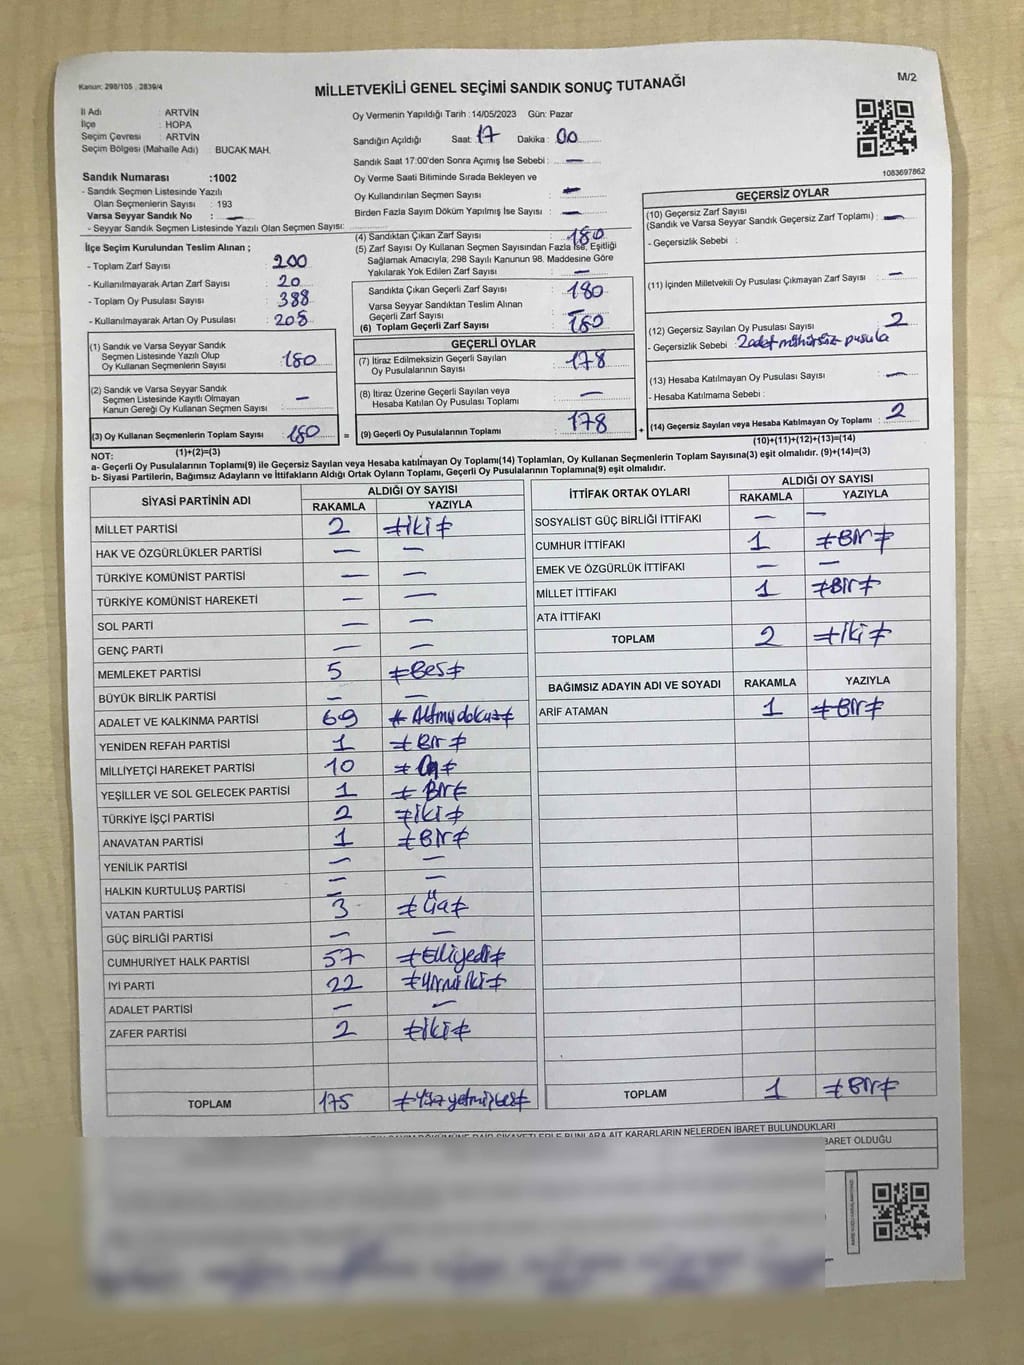 Kanun: 298/105 , 2839/4
MİLLETVEKİLİ GENEL SEÇİMİ SANDIK SONUÇ TUTANAĞI
M/2
İl Adı : ARTVİN
İlçe : HOPA
Seçim Çevresi : ARTVİN
Seçim Bölgesi (Mahalle Adı) : BUCAK MAH.
Sandık Numarası :1002
- Sandık Seçmen Listesinde Yazılı
Olan Seçmenlerin Sayısı : 193
Varsa Seyyar Sandık No : —
- Seyyar Sandık Seçmen Listesinde Yazılı Olan Seçmen Sayısı:
Oy Vermenin Yapıldığı Tarih :14/05/2023 Gün: Pazar
Sandığın Açıldığı Saat: 17 Dakika : 00
Sandık Saat 17:00'den Sonra Açımış İse Sebebi : —
Oy Verme Saati Bitiminde Sırada Bekleyen ve
Oy Kullandırılan Seçmen Sayısı : —
Birden Fazla Sayım Döküm Yapılmış İse Sayısı : —
1083697862
İlçe Seçim Kurulundan Teslim Alınan ;
- Toplam Zarf Sayısı : 200
- Kullanılmayarak Artan Zarf Sayısı : 20
- Toplam Oy Pusulası Sayısı : 388
- Kullanılmayarak Artan Oy Pusulası : 208
(1) Sandık ve Varsa Seyyar Sandık
Seçmen Listesinde Yazılı Olup
Oy Kullanan Seçmenlerin Sayısı : 180
(2) Sandık ve Varsa Seyyar Sandık
Seçmen Listesinde Kayıtlı Olmayan
Kanun Gereği Oy Kullanan Seçmen Sayısı : —
(3) Oy Kullanan Seçmenlerin Toplam Sayısı : 180
(1)+(2)=(3)
(4) Sandıktan Çıkan Zarf Sayısı : 180
(5) Zarf Sayısı Oy Kullanan Seçmen Sayısından Fazla İse, Eşitliği
Sağlamak Amacıyla, 298 Sayılı Kanunun 98. Maddesine Göre
Yakılarak Yok Edilen Zarf Sayısı : —
Sandıkta Çıkan Geçerli Zarf Sayısı : 180
Varsa Seyyar Sandıktan Teslim Alınan
Geçerli Zarf Sayısı : —
(6) Toplam Geçerli Zarf Sayısı : 180
GEÇERLİ OYLAR
(7) İtiraz Edilmeksizin Geçerli Sayılan
Oy Pusulalarının Sayısı : 178
(8) İtiraz Üzerine Geçerli Sayılan veya
Hesaba Katılan Oy Pusulası Toplamı : —
= (9) Geçerli Oy Pusulalarının Toplamı : 178
GEÇERSİZ OYLAR
(10) Geçersiz Zarf Sayısı
(Sandık ve Varsa Seyyar Sandık Geçersiz Zarf Toplamı) : —
- Geçersizlik Sebebi :
(11) İçinden Milletvekili Oy Pusulası Çıkmayan Zarf Sayısı : —
(12) Geçersiz Sayılan Oy Pusulası Sayısı : 2
- Geçersizlik Sebebi : 2 adet mühürsüz pusula
(13) Hesaba Katılmayan Oy Pusulası Sayısı : —
- Hesaba Katılmama Sebebi :
+ (14) Geçersiz Sayılan veya Hesaba Katılmayan Oy Toplamı : 2
(10)+(11)+(12)+(13)=(14)
NOT:
a- Geçerli Oy Pusulalarının Toplamı(9) ile Geçersiz Sayılan veya Hesaba katılmayan Oy Toplamı(14) Toplamları, Oy Kullanan Seçmenlerin Toplam Sayısına(3) eşit olmalıdır. (9)+(14)=(3)
b- Siyasi Partilerin, Bağımsız Adayların ve İttifakların Aldığı Ortak Oyların Toplamı, Geçerli Oy Pusulalarının Toplamına(9) eşit olmalıdır.
SİYASİ PARTİNİN ADI ALDIĞI OY SAYISI
RAKAMLA YAZIYLA
MİLLET PARTİSİ 2 ≠iki≠
HAK VE ÖZGÜRLÜKLER PARTİSİ — —
TÜRKİYE KOMÜNİST PARTİSİ — —
TÜRKİYE KOMÜNİST HAREKETİ — —
SOL PARTİ — —
GENÇ PARTİ — —
MEMLEKET PARTİSİ 5 ≠Bes≠
BÜYÜK BİRLİK PARTİSİ — —
ADALET VE KALKINMA PARTİSİ 69 ≠Altmışdokuz≠
YENİDEN REFAH PARTİSİ 1 ≠Bir≠
MİLLİYETÇİ HAREKET PARTİSİ 10 ≠On≠
YEŞİLLER VE SOL GELECEK PARTİSİ 1 ≠Bir≠
TÜRKİYE İŞÇİ PARTİSİ 2 ≠iki≠
ANAVATAN PARTİSİ 1 ≠Bir≠
YENİLİK PARTİSİ — —
HALKIN KURTULUŞ PARTİSİ — —
VATAN PARTİSİ 3 ≠Üç≠
GÜÇ BİRLİĞİ PARTİSİ — —
CUMHURİYET HALK PARTİSİ 57 ≠Elliyedi≠
İYİ PARTİ 22 ≠Yirmiiki≠
ADALET PARTİSİ — —
ZAFER PARTİSİ 2 ≠iki≠
TOPLAM 175 ≠Yüzyetmişbeş≠
İTTİFAK ORTAK OYLARI ALDIĞI OY SAYISI
RAKAMLA YAZIYLA
SOSYALİST GÜÇ BİRLİĞİ İTTİFAKI — —
CUMHUR İTTİFAKI 1 ≠Bir≠
EMEK VE ÖZGÜRLÜK İTTİFAKI — —
MİLLET İTTİFAKI 1 ≠Bir≠
ATA İTTİFAKI
TOPLAM 2 ≠iki≠
BAĞIMSIZ ADAYIN ADI VE SOYADI RAKAMLA YAZIYLA
ARİF ATAMAN 1 ≠Bir≠
TOPLAM 1 ≠Bir≠
KARARLARIN NELERDEN İBARET BULUNDUKLARI
BARET OLDUĞU